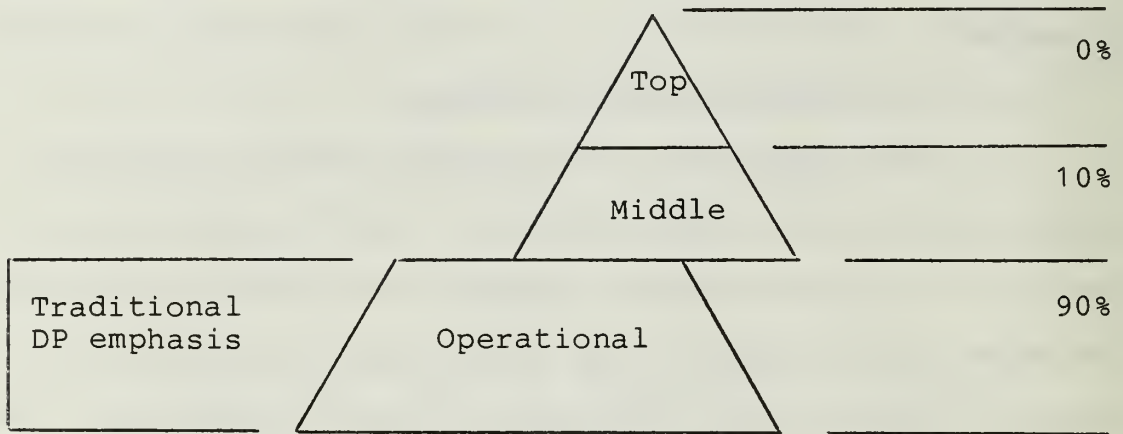 Top
0%
Middle
10%
Traditional
DP emphasis
Operational
90%